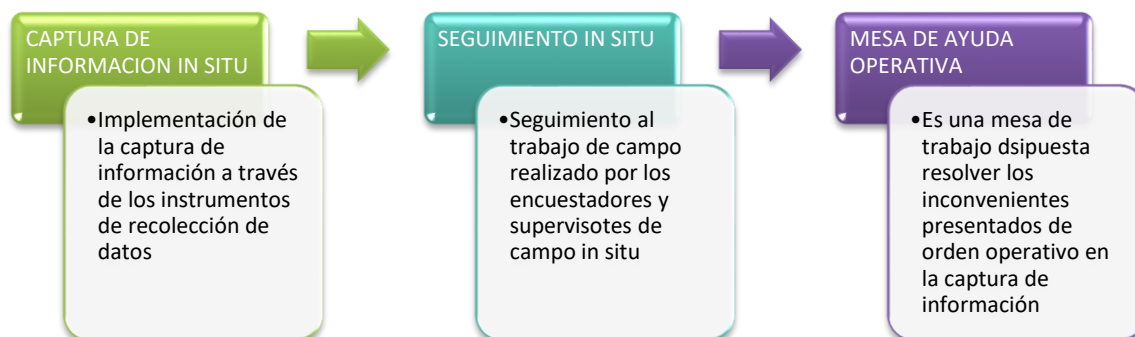 CAPTURA DE
INFORMACION IN SITU
•Implementación de
la captura de
información a través
de los instrumentos
de recolección de
datos
SEGUIMIENTO IN SITU
•Seguimiento al
trabajo de campo
realizado por los
encuestadores y
supervisotes de
campo in situ
MESA DE AYUDA
OPERATIVA
•Es una mesa de
trabajo dsipuesta
resolver los
inconvenientes
presentados de
orden operativo en
la captura de
información